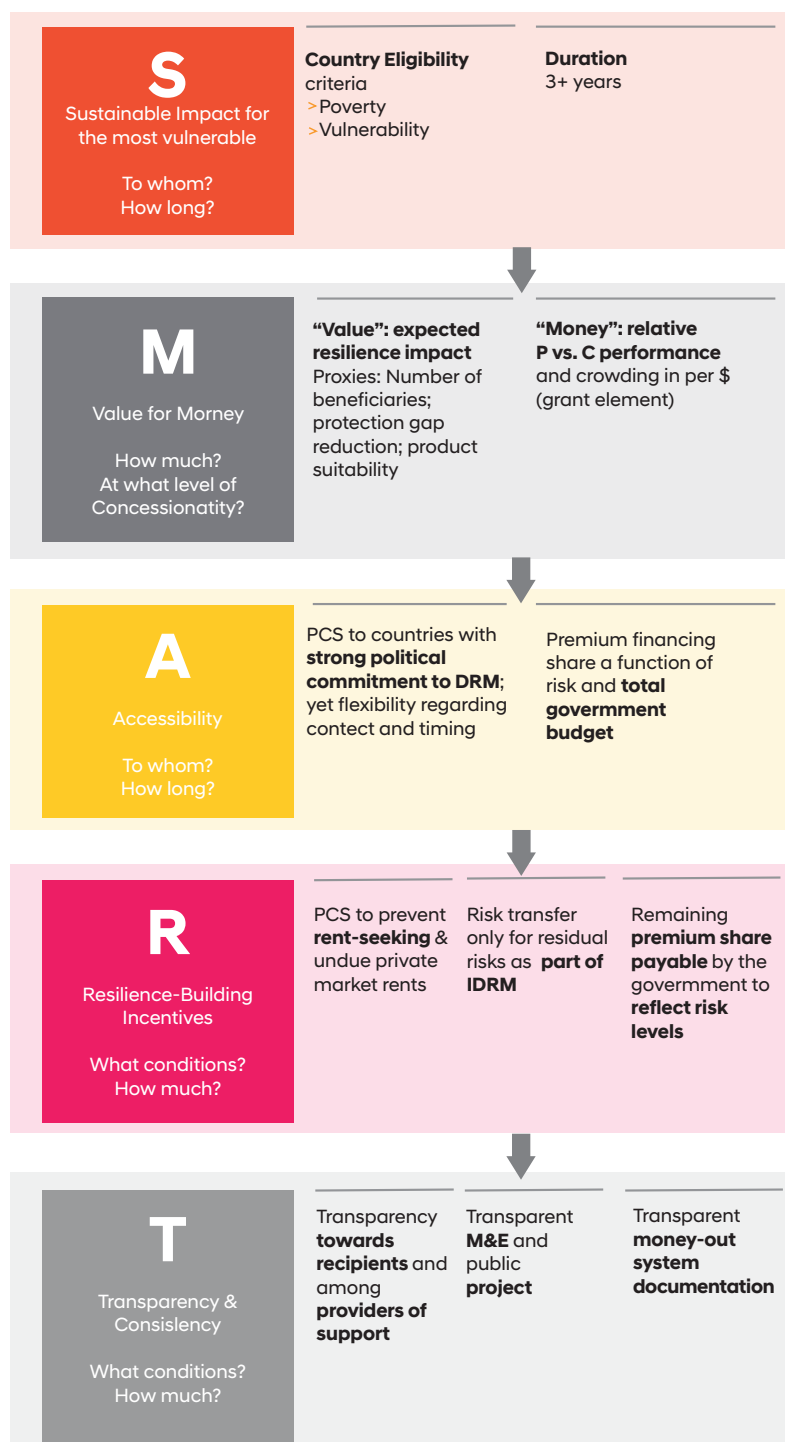 S
Sustainable Impact for
the most vulnerable
To whom?
How long?
Country Eligibility
criteria
>Poverty
>Vulnerability
Duration
3+ years
M
Value for Morney
How much?
At what level of
Concessionatity?
“Value”: expected
resilience impact
Proxies: Number of
beneficiaries;
protection gap
reduction; product
suitability
“Money”: relative
P vs. C performance
and crowding in per $
(grant element)
A
Accessibility
To whom?
How long?
PCS to countries with
strong political
commitment to DRM;
yet flexibility regarding
contect and timing
Premium financing
share a function of
risk and total
govermment
budget
R
Resilience-Building
Incentives
What conditions?
How much?
PCS to prevent
rent-seeking &
undue private
market rents
Risk transfer
only for residual
risks as part of
IDRM
Remaining
premium share
payable by the
govermment to
reflect risk
levels
T
Transparency &
Consislency
What conditions?
How much?
Transparency
towards
recipients and
among
providers of
support
Transparent
M&E and
public
project
Transparent
money-out
system
documentation